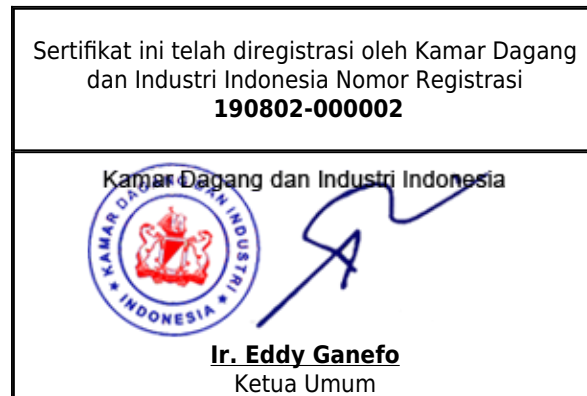 Sertifikat ini telah diregistrasi oleh Kamar Dagang
dan Industri Indonesia Nomor Registrasi
190802-000002
Kamar Dagang dan Industri Indonesia
KAMAR DAGANG DAN INDUSTRI
INDONESIA
Ir. Eddy Ganefo
Ketua Umum